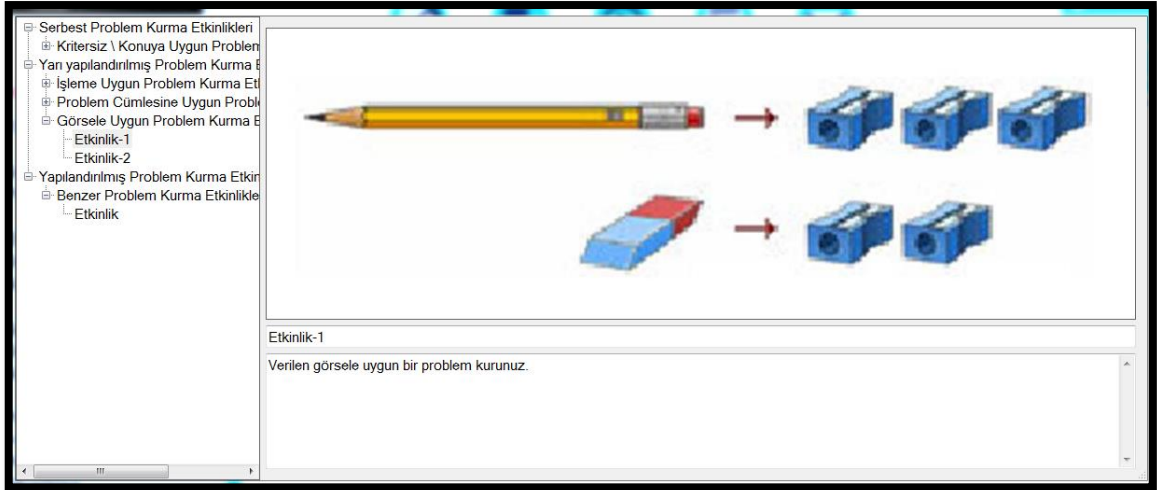 Serbest Problem Kurma Etkinlikleri
Kritersiz \ Konuya Uygun Problem
Yarı yapılandırılmış Problem Kurma E
İşleme Uygun Problem Kurma Etl
Problem Cümlesine Uygun Proble
Görsele Uygun Problem Kurma E
Etkinlik-1
Etkinlik-2
Yapılandırılmış Problem Kurma Etkin
Benzer Problem Kurma Etkinlikle
Etkinlik
Etkinlik-1
Verilen görsele uygun bir problem kurunuz.